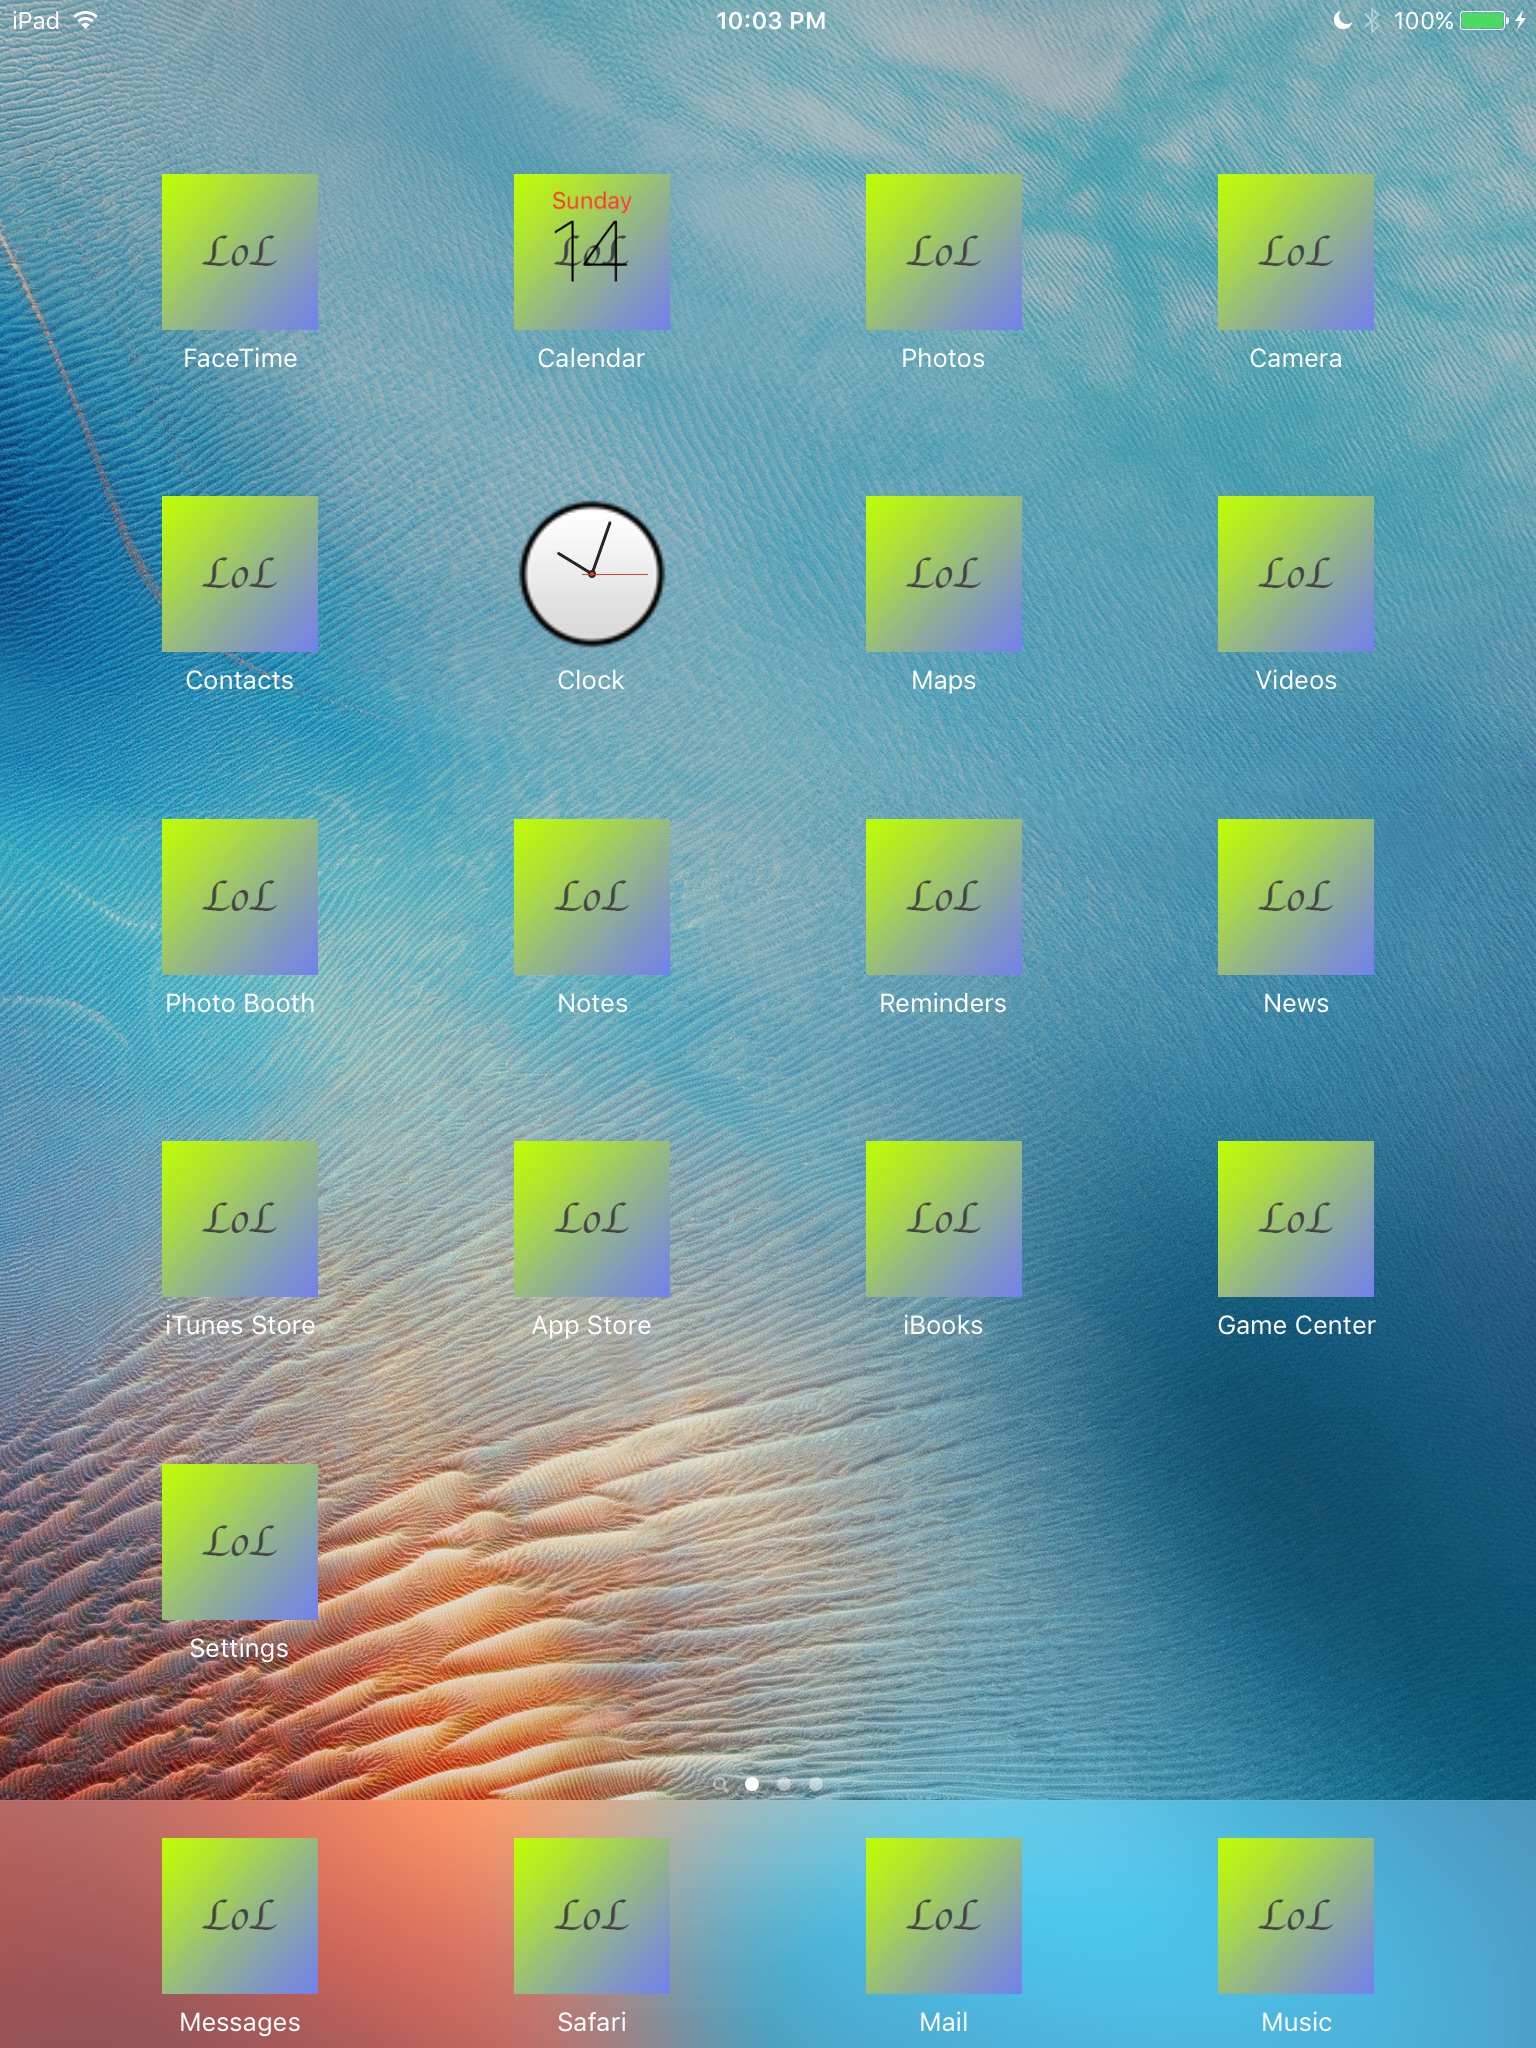 iPad 10:03 PM 100%
LoL Sunday LoL LoL
14
LoL
FaceTime Calendar Photos Camera
LoL LoL LoL
Contacts Clock Maps Videos
LoL LoL LoL LoL
Photo Booth Notes Reminders News
LoL LoL LoL LoL
iTunes Store App Store iBooks Game Center
LoL
Settings
LoL LoL LoL LoL
Messages Safari Mail Music